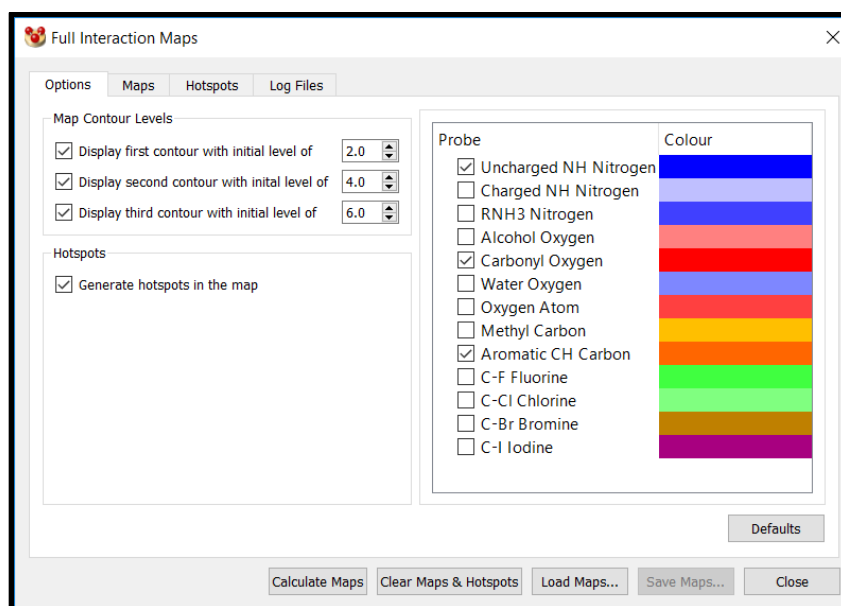 Full Interaction Maps
Options Maps Hotspots Log Files
Map Contour Levels
Display first contour with initial level of 2.0
Display second contour with inital level of 4.0
Display third contour with initial level of 6.0
Hotspots
Generate hotspots in the map
Probe Colour
Uncharged NH Nitrogen
Charged NH Nitrogen
RNH3 Nitrogen
Alcohol Oxygen
Carbonyl Oxygen
Water Oxygen
Oxygen Atom
Methyl Carbon
Aromatic CH Carbon
C-F Fluorine
C-Cl Chlorine
C-Br Bromine
C-I Iodine
Defaults
Calculate Maps Clear Maps & Hotspots Load Maps... Save Maps... Close